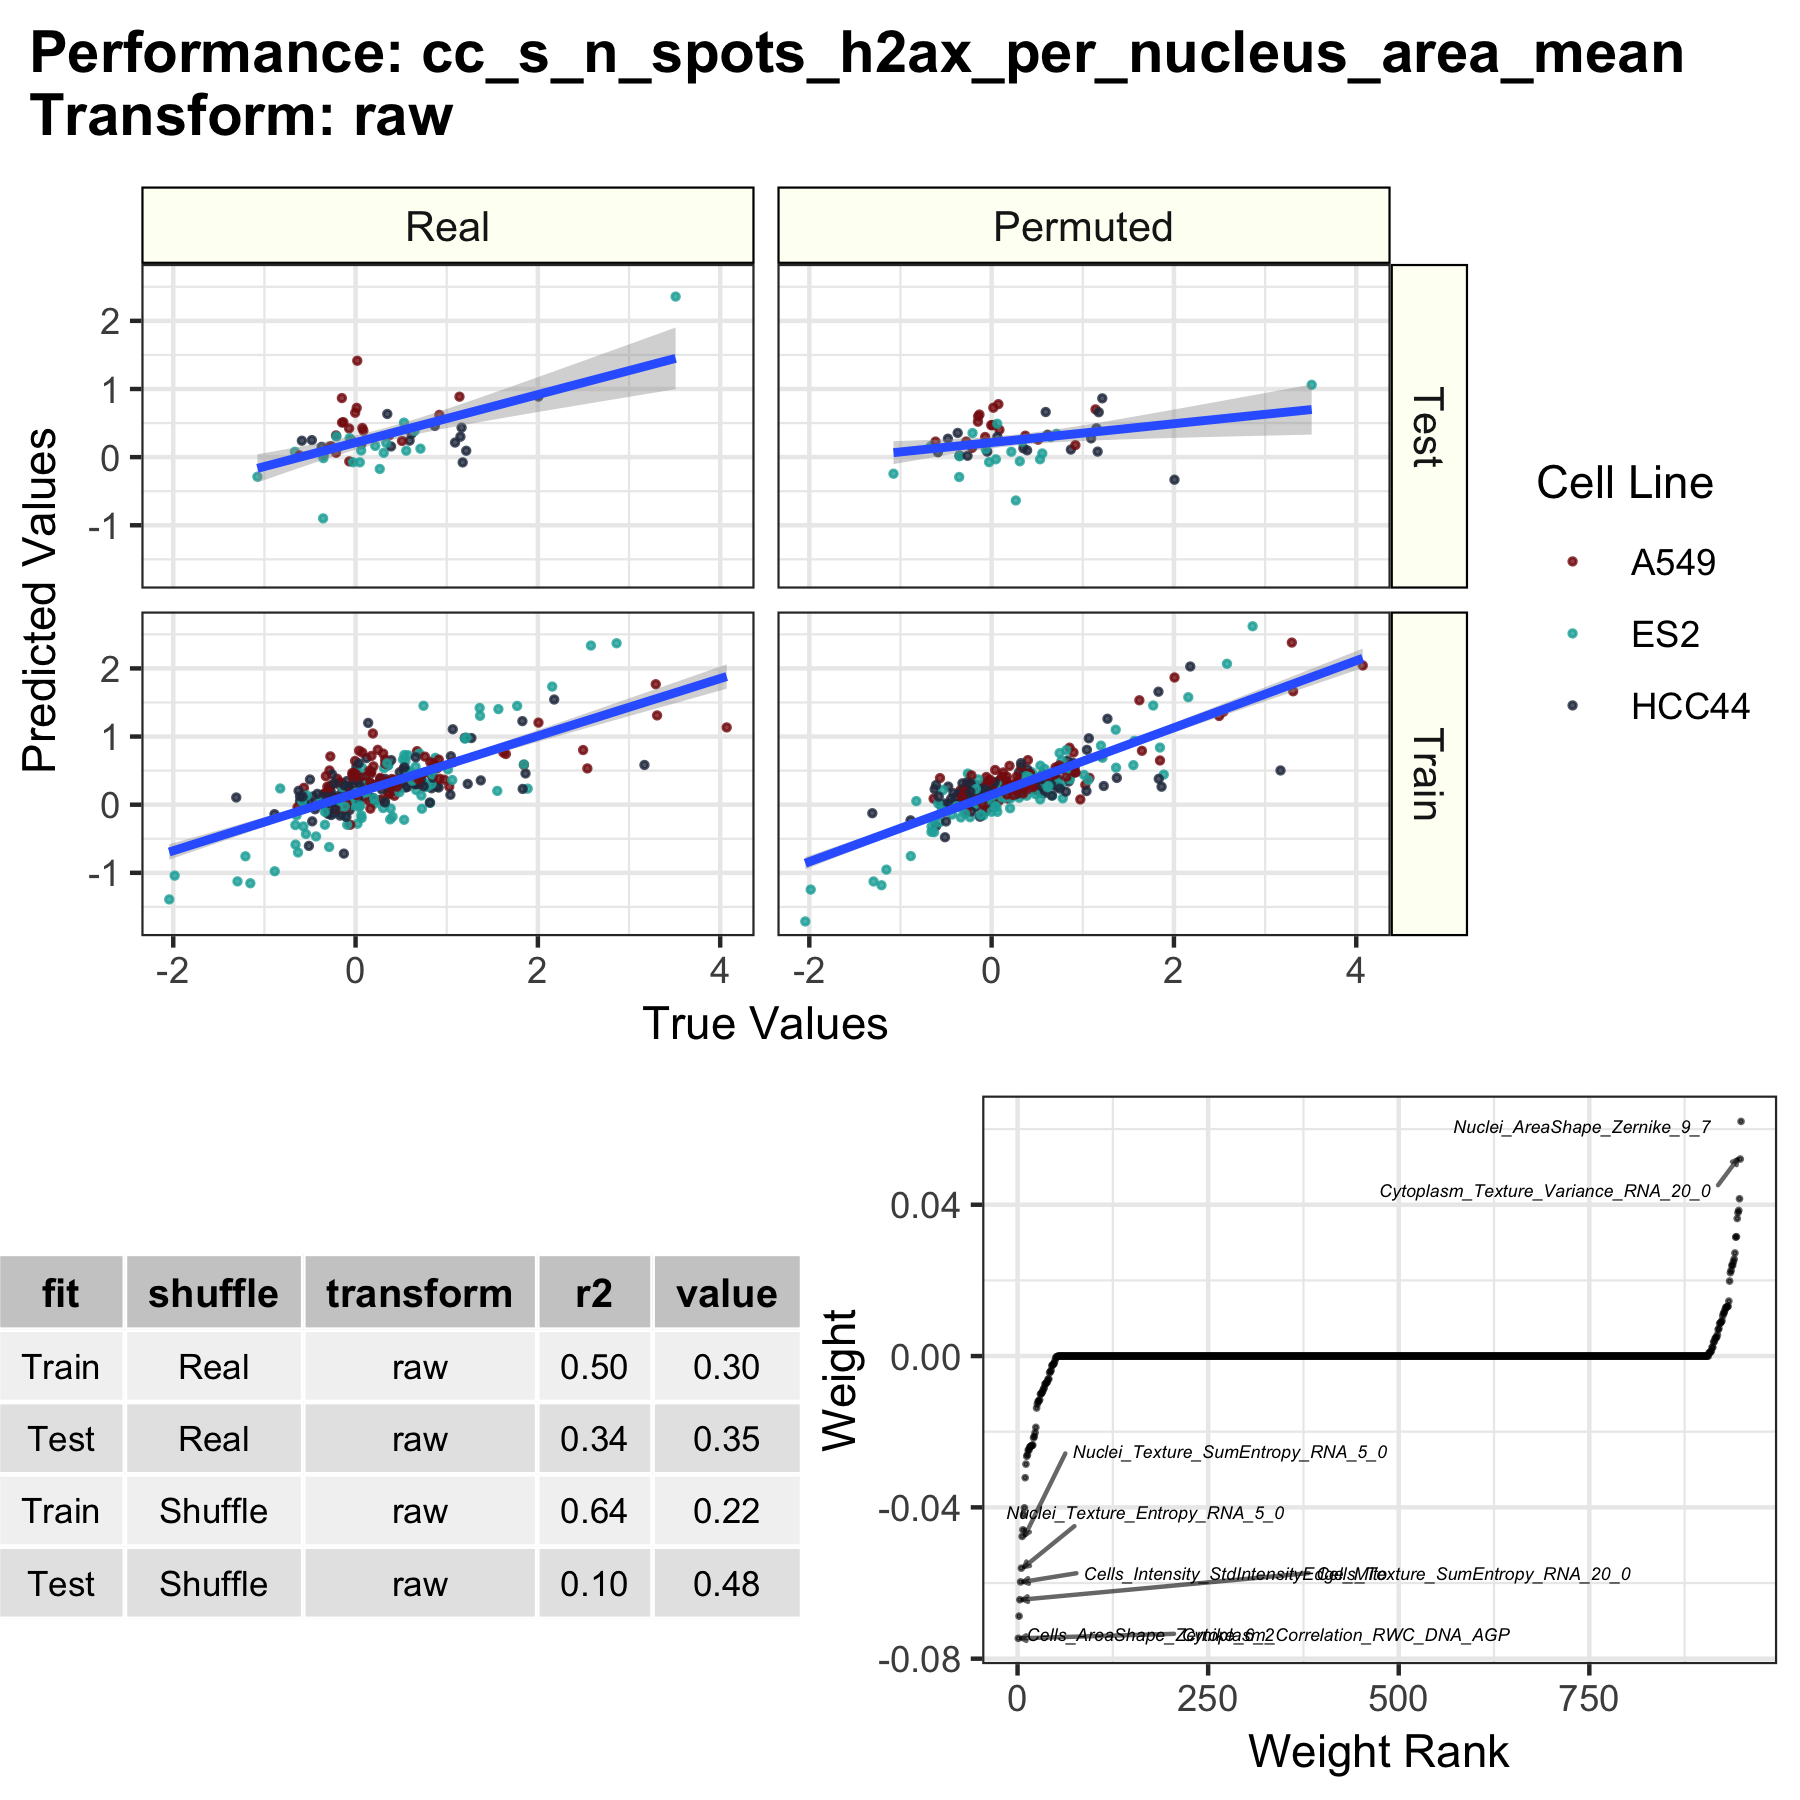 Performance: cc_s_n_spots_h2ax_per_nucleus_area_mean
Transform: raw
Real
Permuted
2
1
0
-1
Test
2
1
0
-1
Train
-2
0
2
4
-2
0
2
4
Predicted Values
True Values
Cell Line
A549
ES2
HCC44
fit shuffle transform r2 value
Train Real raw 0.50 0.30
Test Real raw 0.34 0.35
Train Shuffle raw 0.64 0.22
Test Shuffle raw 0.10 0.48
Weight
0.04
0.00
-0.04
-0.08
Nuclei_AreaShape_Zernike_9_7
Cytoplasm_Texture_Variance_RNA_20_0
Nuclei_Texture_SumEntropy_RNA_5_0
Nuclei_Texture_Entropy_RNA_5_0
Cells_Intensity_StdIntensityEdge_Mito
Cells_Texture_SumEntropy_RNA_20_0
Cells_AreaShape_Zernike_6_2
Cytoplasm_Correlation_RWC_DNA_AGP
0
250
500
750
Weight Rank